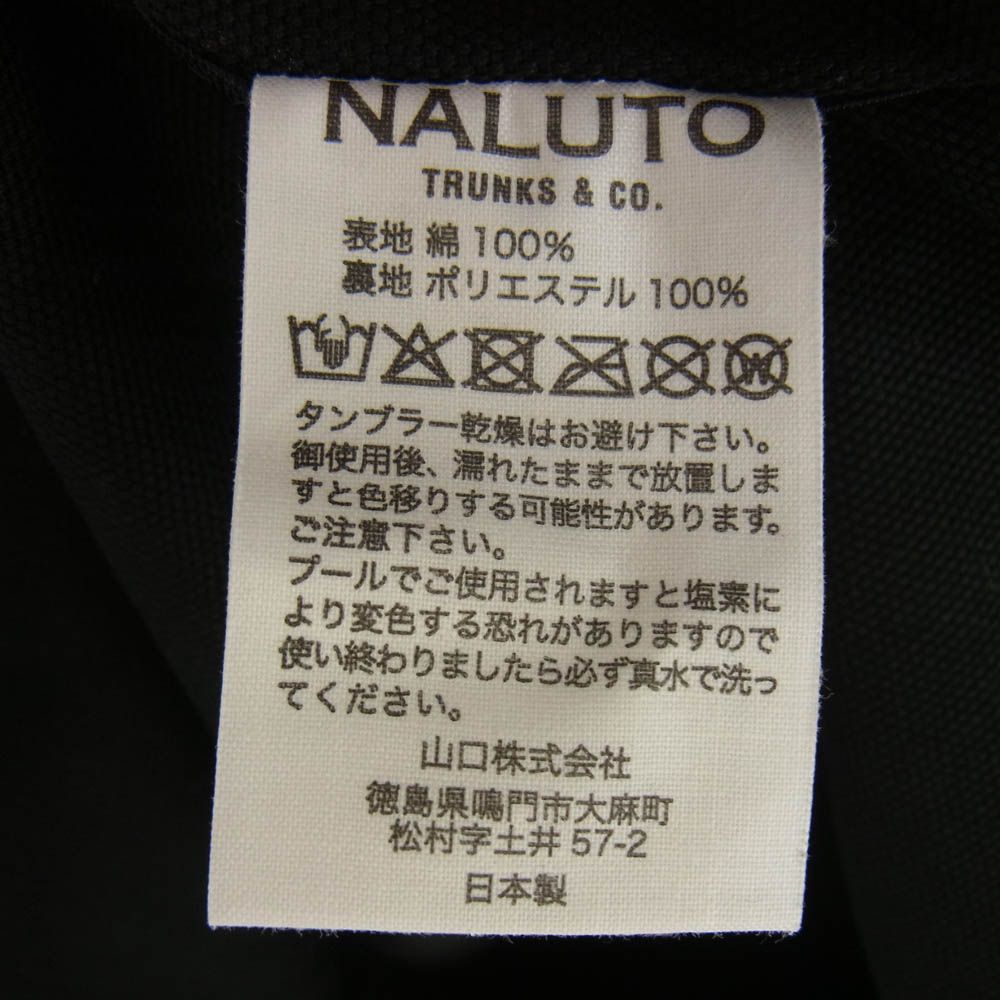 NALUTO
TRUNKS & CO.
表地 綿 100%
裏地 ポリエステル 100%
タンブラー乾燥はお避け下さい。
御使用後、濡れたままで放置しま
すと色移りする可能性があります。
ご注意下さい。
プールでご使用されますと塩素に
より変色する恐れがありますので
使い終わりましたら必ず真水で洗っ
てください。
山口株式会社
徳島県鳴門市大麻町
松村字土井 57-2
日本製